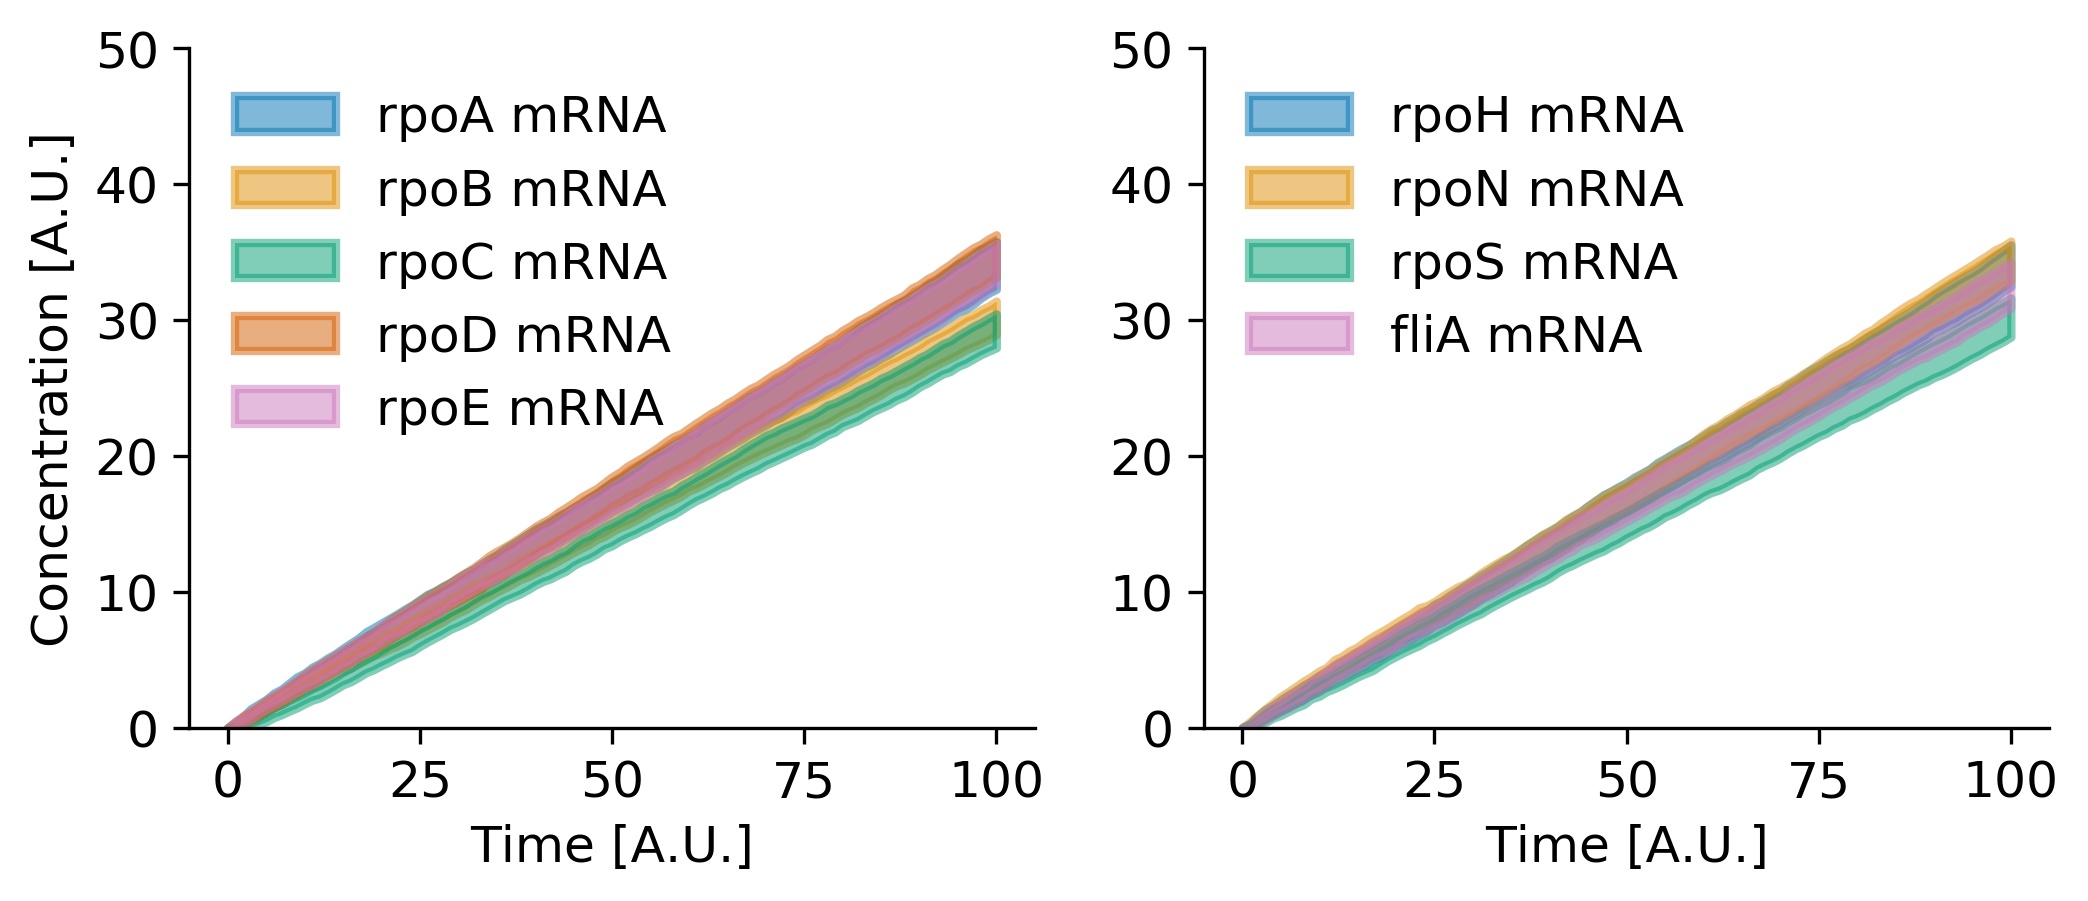 50
40
30
20
10
0
Concentration [A.U.]
rpoA mRNA
rpoB mRNA
rpoC mRNA
rpoD mRNA
rpoE mRNA
0 25 50 75 100
Time [A.U.]
50
40
30
20
10
0
rpoH mRNA
rpoN mRNA
rpoS mRNA
fliA mRNA
0 25 50 75 100
Time [A.U.]